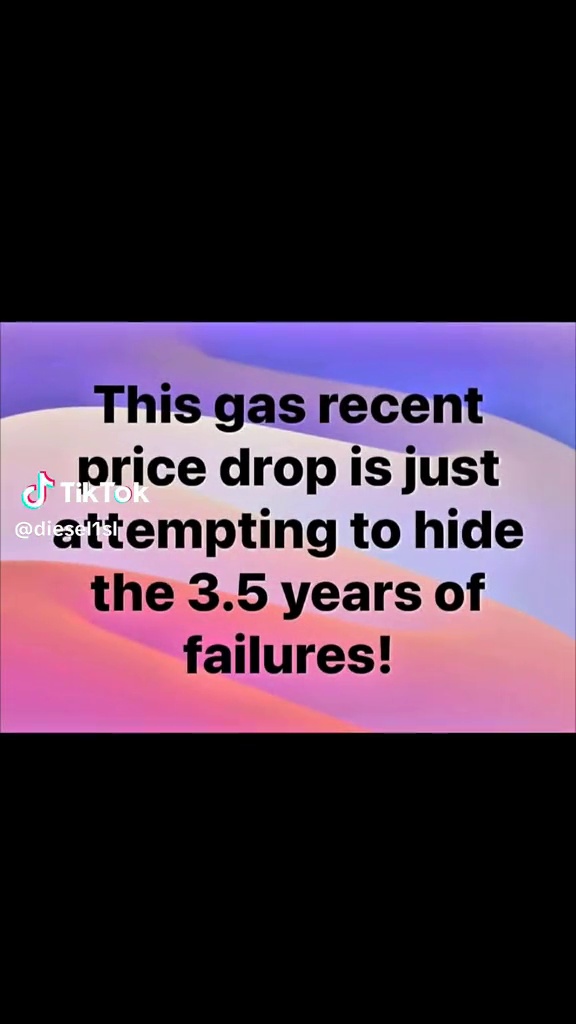 This gas recent
price drop is just
TikTok
@diesel1sl
attempting to hide
the 3.5 years of
failures!